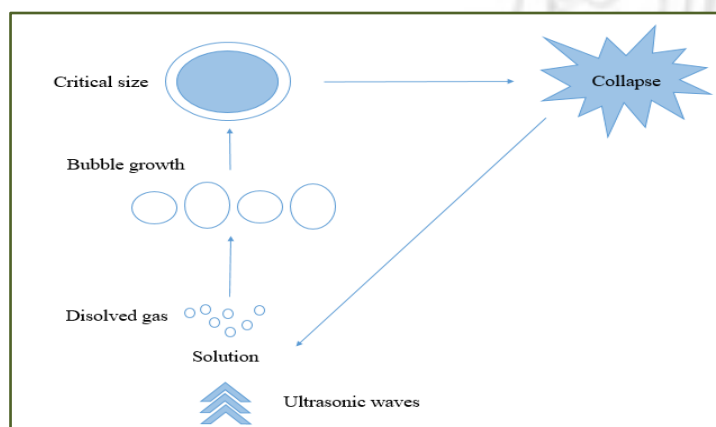 Critical size
Collapse
Bubble growth
Disolved gas
Solution
Ultrasonic waves